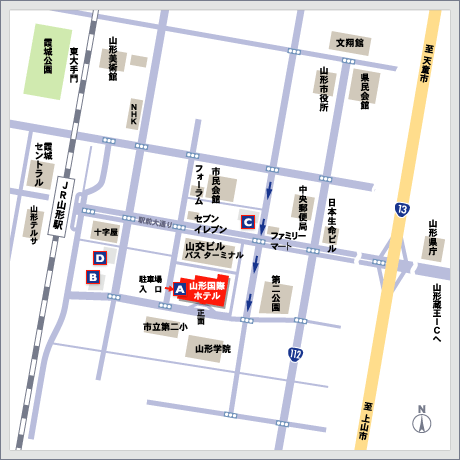 文翔館
至 天童市
霞城公園
東大手門
山形美術館
山形市役所
県民会館
NHK
霞城
セントラル
JR山形駅
山形テルサ
市民会館
フォーラム
中央郵便局
日本生命ビル
セブン
イレブン
C
駅前大通り
13
山形県庁
十字屋
ファミリー
マート
山交ビル
バス ターミナル
D
B
駐車場
入 口
A
山形国際
ホテル
正面
第二公園
山形蔵王ICへ
市立第二小
山形学院
112
至 上山市
N